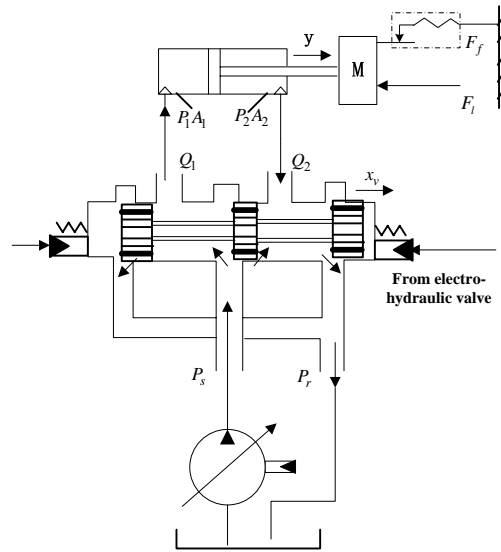 y
M
F_f
F_l
P_1A_1
P_2A_2
Q_1
Q_2
x_v
From electro-
hydraulic valve
P_s
P_r